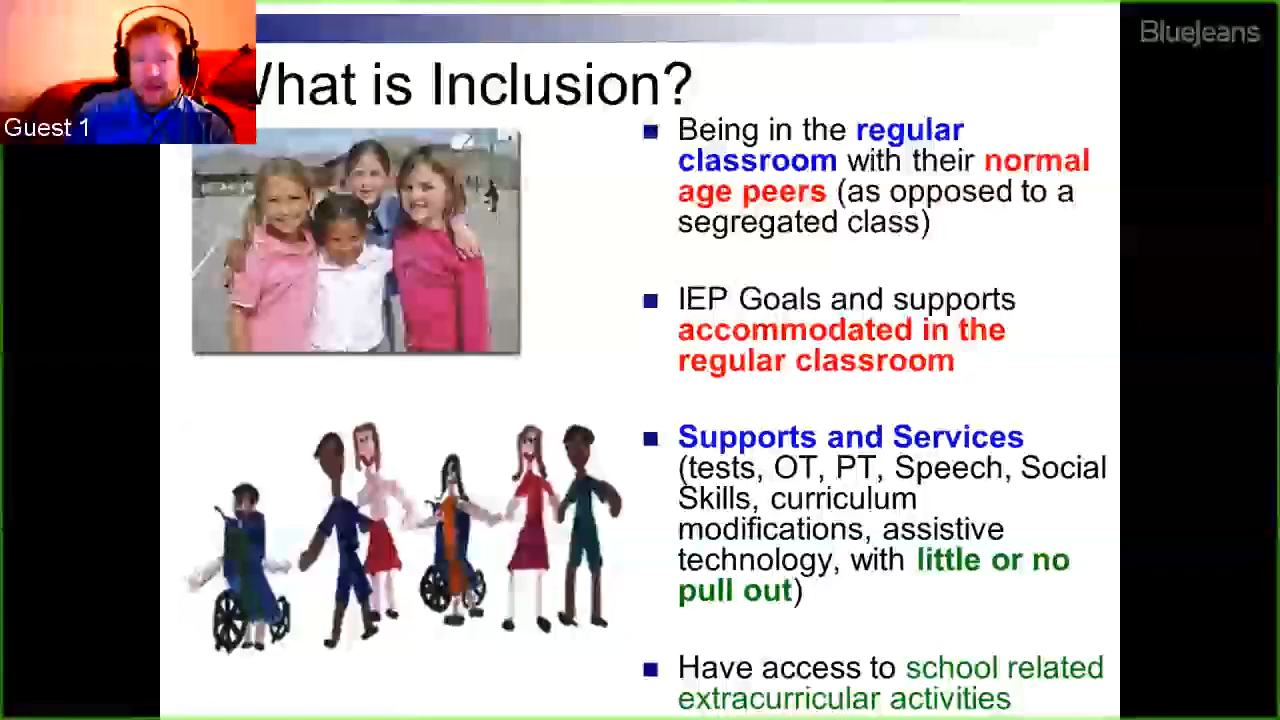 BlueJeans
Guest 1
What is Inclusion?
Being in the regular
classroom with their normal
age peers (as opposed to a
segregated class)
IEP Goals and supports
accommodated in the
regular classroom
Supports and Services
(tests, OT, PT, Speech, Social
Skills, curriculum
modifications, assistive
technology, with little or no
pull out)
Have access to school related
extracurricular activities